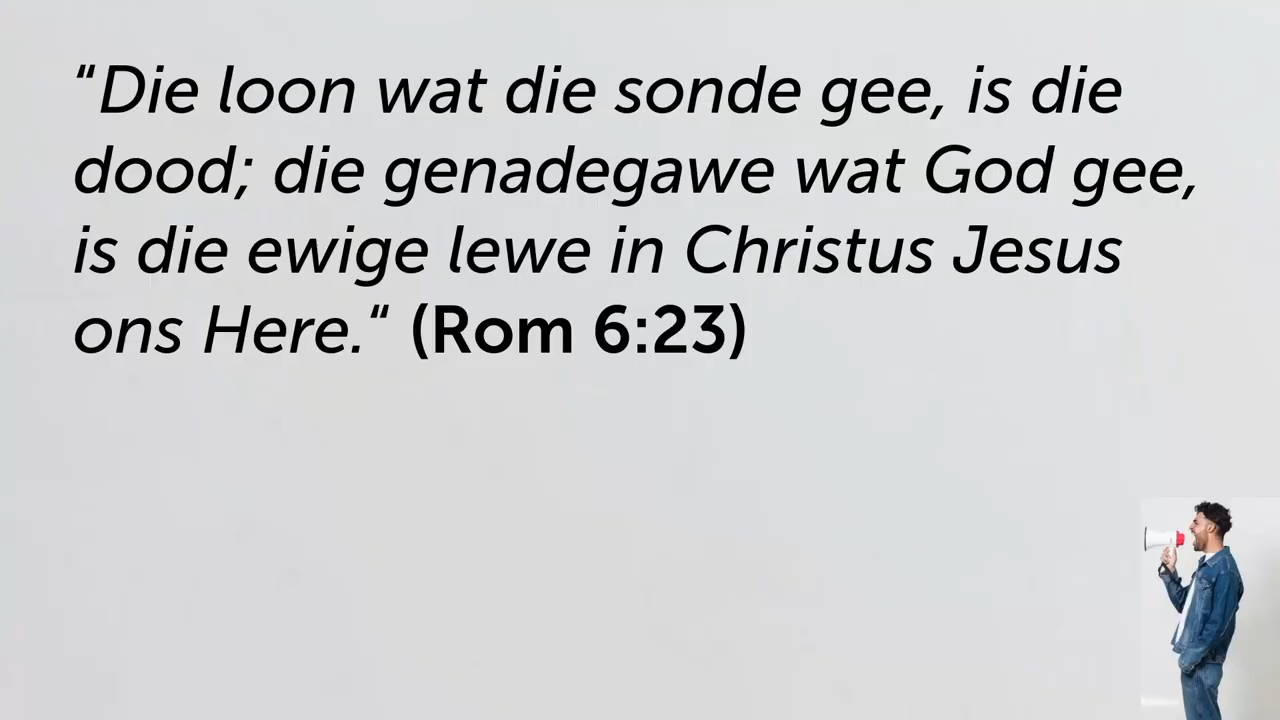 “Die loon wat die sonde gee, is die
dood; die genadegawe wat God gee,
is die ewige lewe in Christus Jesus
ons Here.“ (Rom 6:23)